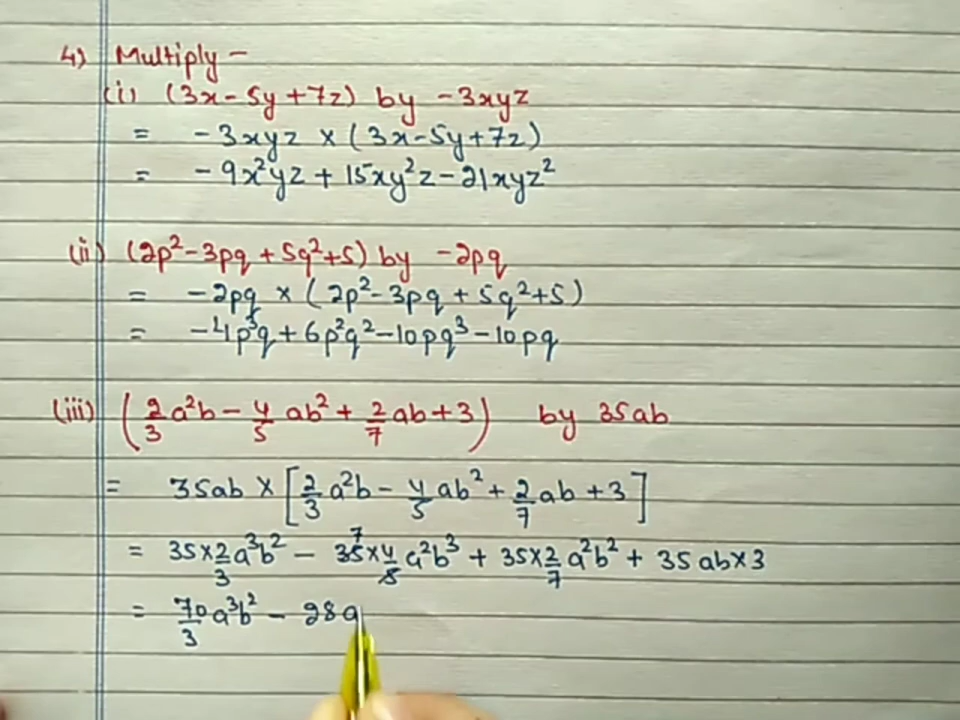 4) Multiply -
(i) (3x - 5y + 7z) by - 3xyz
= - 3xyz × (3x - 5y + 7z)
= - 9x²yz + 15xy²z - 21xyz²
(ii) (2p² - 3pq + 5q² + 5) by - 2pq
= - 2pq × (2p² - 3pq + 5q² + 5)
= - 4p³q + 6p²q² - 10pq³ - 10pq
(iii) (2/3 a²b - 4/5 ab² + 2/7 ab + 3) by 35ab
= 35ab × [2/3 a²b - 4/5 ab² + 2/7 ab + 3]
= 35 × 2/3 a³b² - 35 7 × 4/5 a²b³ + 35 × 2/7 a²b² + 35ab × 3
= 70/3 a³b² - 28a